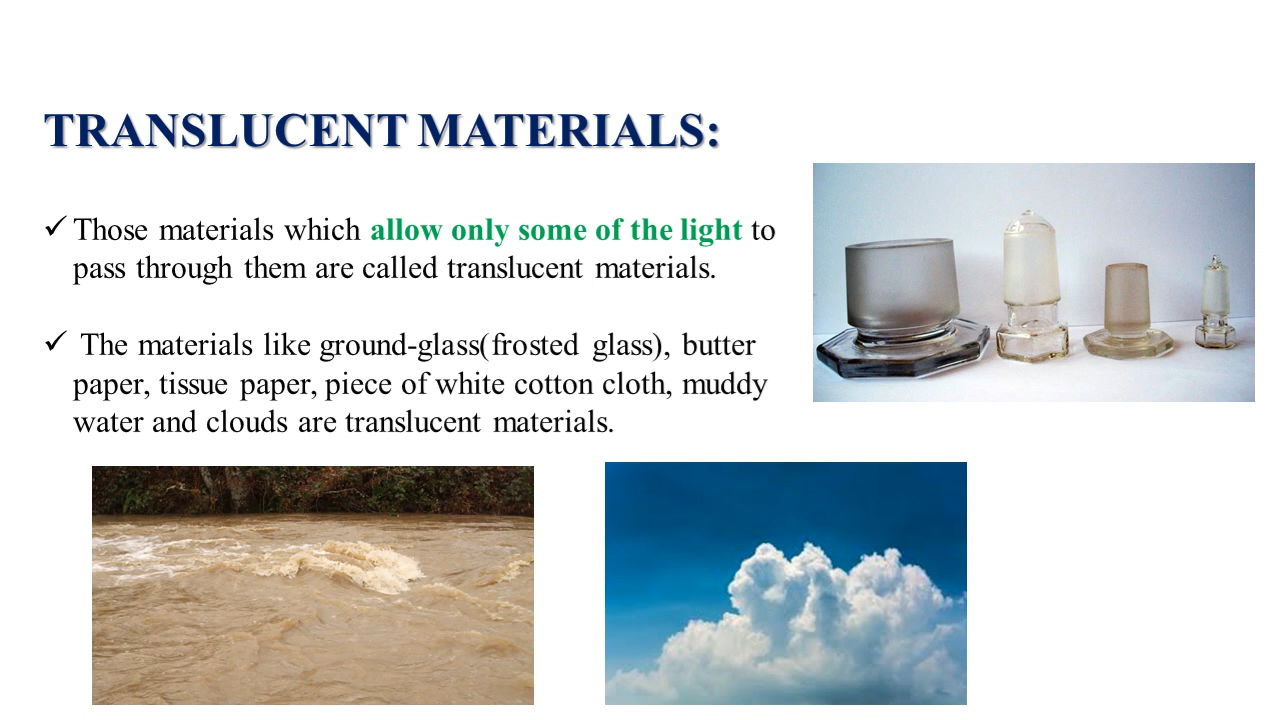 TRANSLUCENT MATERIALS:
✓ Those materials which allow only some of the light to
pass through them are called translucent materials.
✓ The materials like ground-glass(frosted glass), butter
paper, tissue paper, piece of white cotton cloth, muddy
water and clouds are translucent materials.